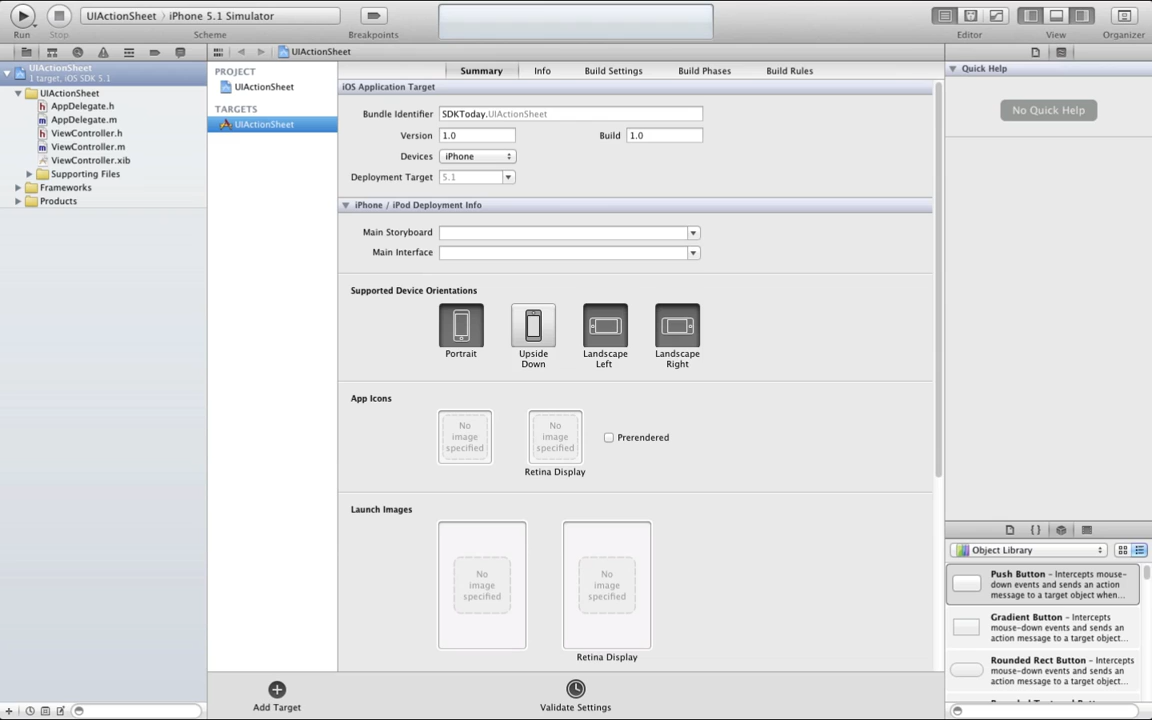 UIActionSheet
iPhone 5.1 Simulator
Run
Stop
Scheme
Breakpoints
Editor
View
Organizer
UIActionSheet
UIActionSheet
1 target, iOS SDK 5.1
UIActionSheet
AppDelegate.h
AppDelegate.m
ViewController.h
ViewController.m
ViewController.xib
Supporting Files
Frameworks
Products
PROJECT
UIActionSheet
TARGETS
UIActionSheet
Summary
Info
Build Settings
Build Phases
Build Rules
iOS Application Target
Bundle Identifier
SDKToday.UIActionSheet
Version
1.0
Build
1.0
Devices
iPhone
Deployment Target
5.1
iPhone / iPod Deployment Info
Main Storyboard
Main Interface
Supported Device Orientations
Portrait
Upside
Down
Landscape
Left
Landscape
Right
App Icons
No
image
specified
No
image
specified
Prerendered
Retina Display
Launch Images
No
image
specified
No
image
specified
Retina Display
Add Target
Validate Settings
Quick Help
No Quick Help
Object Library
Push Button - Intercepts mouse-
down events and sends an action
message to a target object when...
Gradient Button - Intercepts
mouse-down events and sends an
action message to a target object...
Rounded Rect Button - Intercepts
mouse-down events and sends an
action message to a target object...